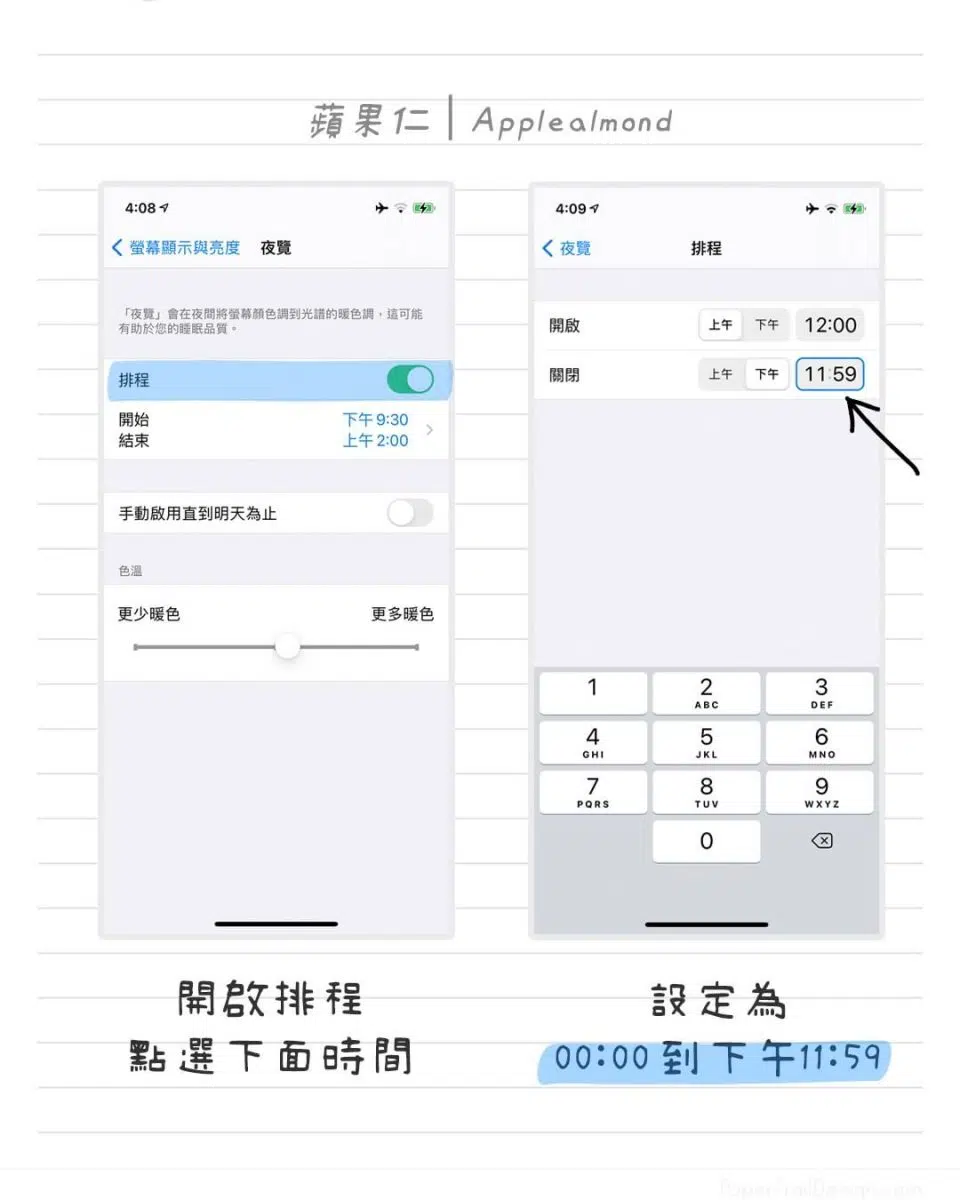 蘋果仁 | Applealmond
4:08
螢幕顯示與亮度 夜覽
「夜覽」會在夜間將螢幕顏色調到光譜的暖色調，這可能
有助於您的睡眠品質。
排程
開始 下午 9:30
結束 上午 2:00
手動啟用直到明天為止
色溫
更少暖色 更多暖色
開啟排程
點選下面時間
4:09
夜覽 排程
開啟 上午 下午 12:00
關閉 上午 下午 11:59
1 2 3
ABC DEF
4 5 6
GHI JKL MNO
7 8 9
PQRS TUV WXYZ
0
設定為
00:00 到下午11:59